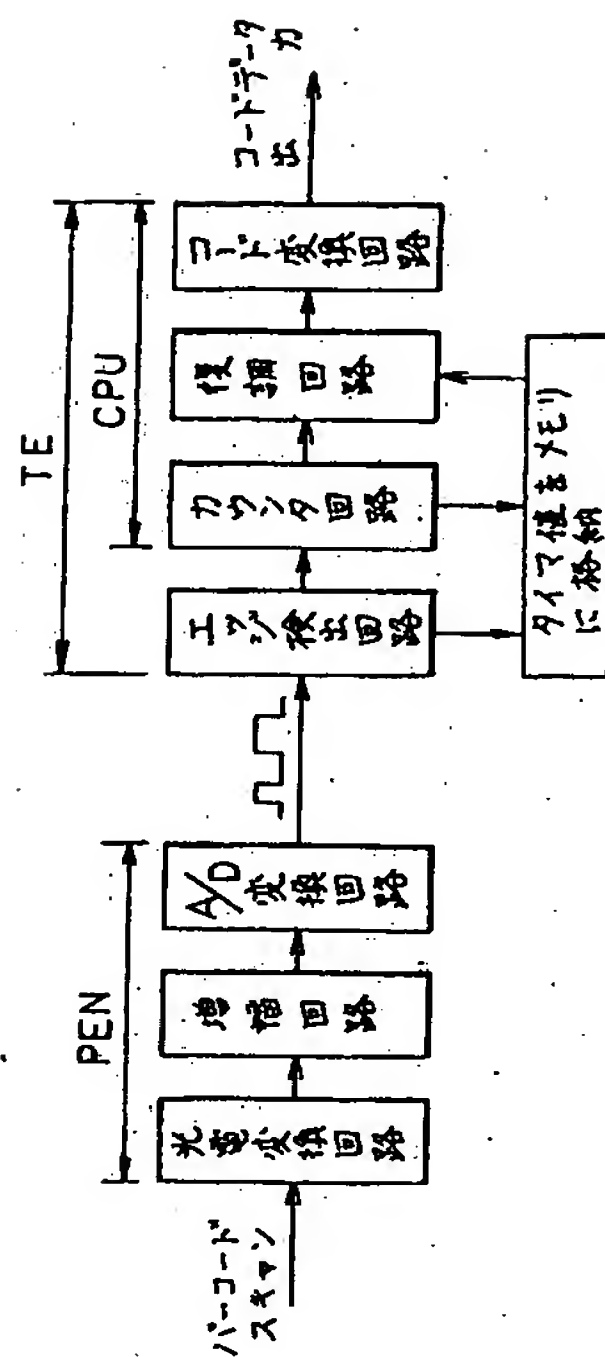 バーコード
スキャン
PEN
光電変換回路
増幅回路
A/D変換回路
TE
CPU
エッジ検出回路
カウンタ回路
復調回路
コード変換回路
タイマ値をメモリ
に格納
コードデータ
出力